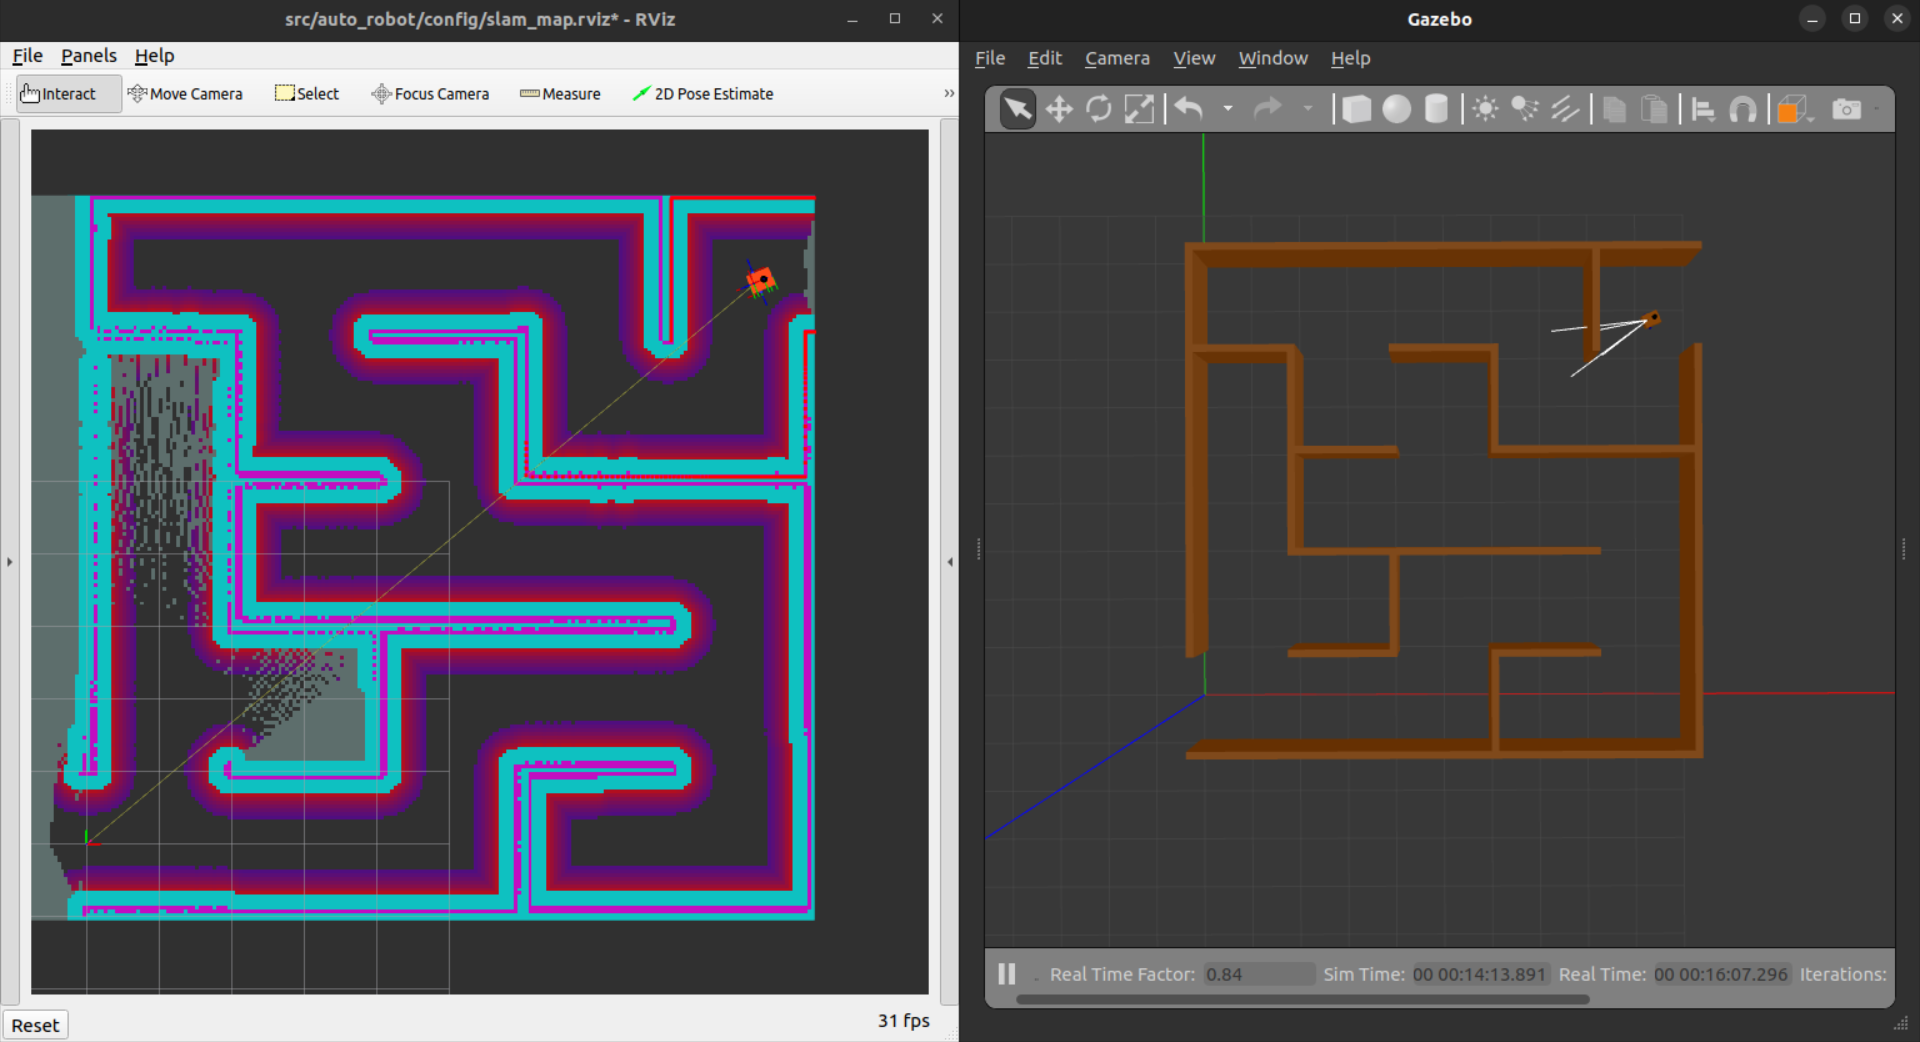 src/auto_robot/config/slam_map.rviz* - RViz
File Panels Help
Interact Move Camera Select Focus Camera Measure 2D Pose Estimate »
Reset
31 fps
Gazebo
File Edit Camera View Window Help
Real Time Factor: 0.84 Sim Time: 00 00:14:13.891 Real Time: 00 00:16:07.296 Iterations: